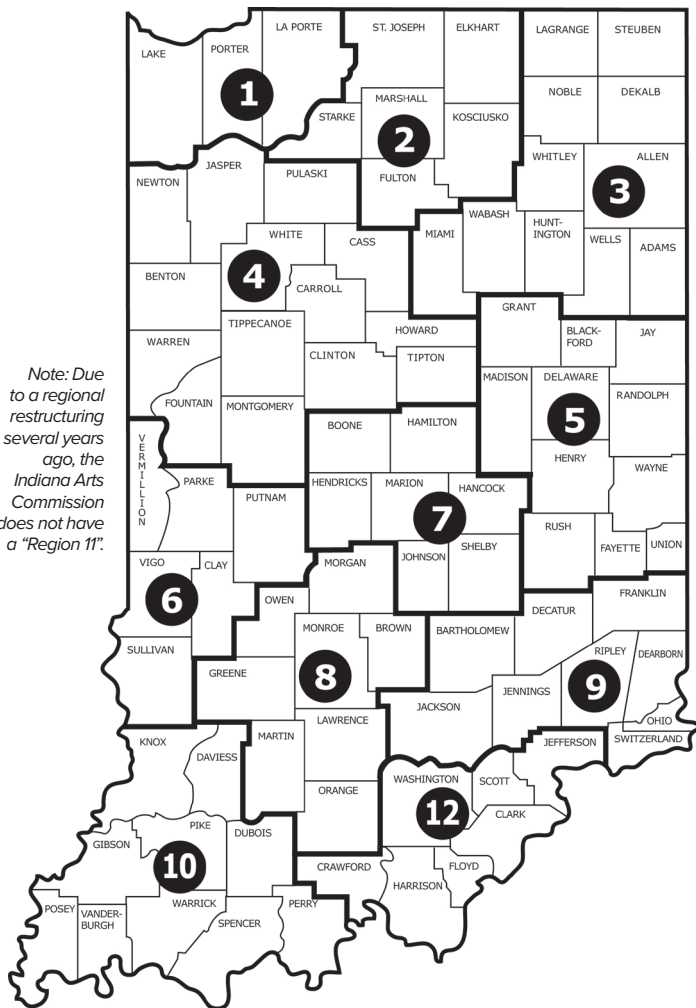 LA PORTE
ST. JOSEPH
ELKHART
LAGRANGE
STEUBEN
LAKE
PORTER
1
NOBLE
DEKALB
MARSHALL
STARKE
2
KOSCIUSKO
WHITLEY
ALLEN
JASPER
PULASKI
FULTON
3
NEWTON
MIAMI
WABASH
HUNT-
INGTON
WELLS
ADAMS
WHITE
CASS
4
BENTON
CARROLL
GRANT
TIPPECANOE
HOWARD
BLACK-
FORD
JAY
WARREN
CLINTON
TIPTON
MADISON
DELAWARE
RANDOLPH
FOUNTAIN
MONTGOMERY
5
BOONE
HAMILTON
HENRY
WAYNE
Note: Due
to a regional
restructuring
several years
ago, the
Indiana Arts
Commission
does not have
a “Region 11”.
VERMILLION
PARKE
PUTNAM
HENDRICKS
MARION
HANCOCK
7
RUSH
FAYETTE
UNION
VIGO
CLAY
MORGAN
JOHNSON
SHELBY
6
OWEN
DECATUR
FRANKLIN
SULLIVAN
MONROE
BROWN
BARTHOLOMEW
RIPLEY
DEARBORN
8
9
GREENE
JENNINGS
LAWRENCE
JACKSON
OHIO
SWITZERLAND
KNOX
DAVIESS
MARTIN
JEFFERSON
ORANGE
WASHINGTON
SCOTT
12
CLARK
PIKE
DUBOIS
GIBSON
10
CRAWFORD
FLOYD
HARRISON
POSEY
VANDER-
BURGH
WARRICK
SPENCER
PERRY